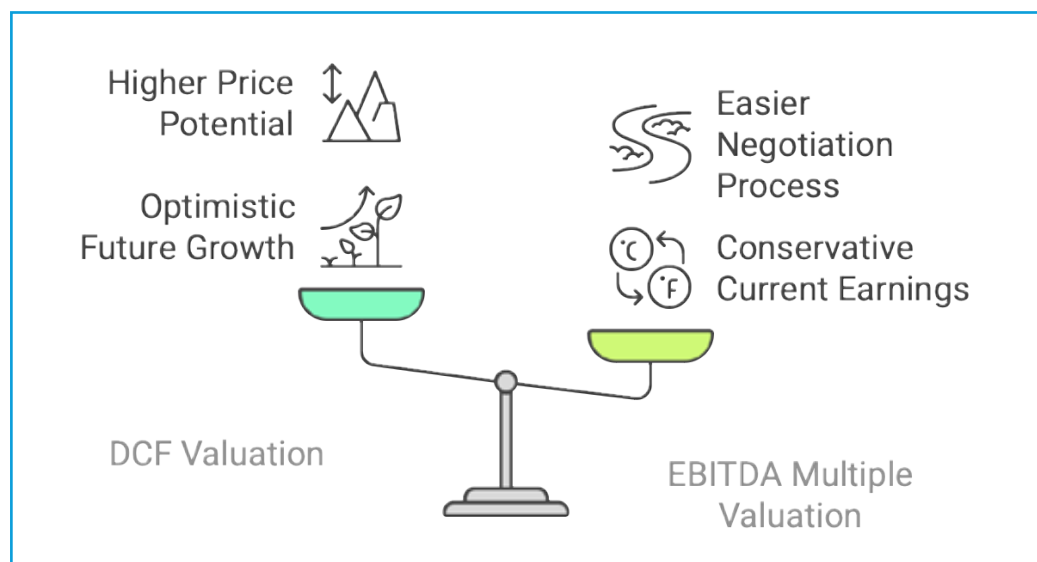 Higher Price
Potential
Optimistic
Future Growth
Easier
Negotiation
Process
°C
°F
Conservative
Current Earnings
DCF Valuation
EBITDA Multiple
Valuation